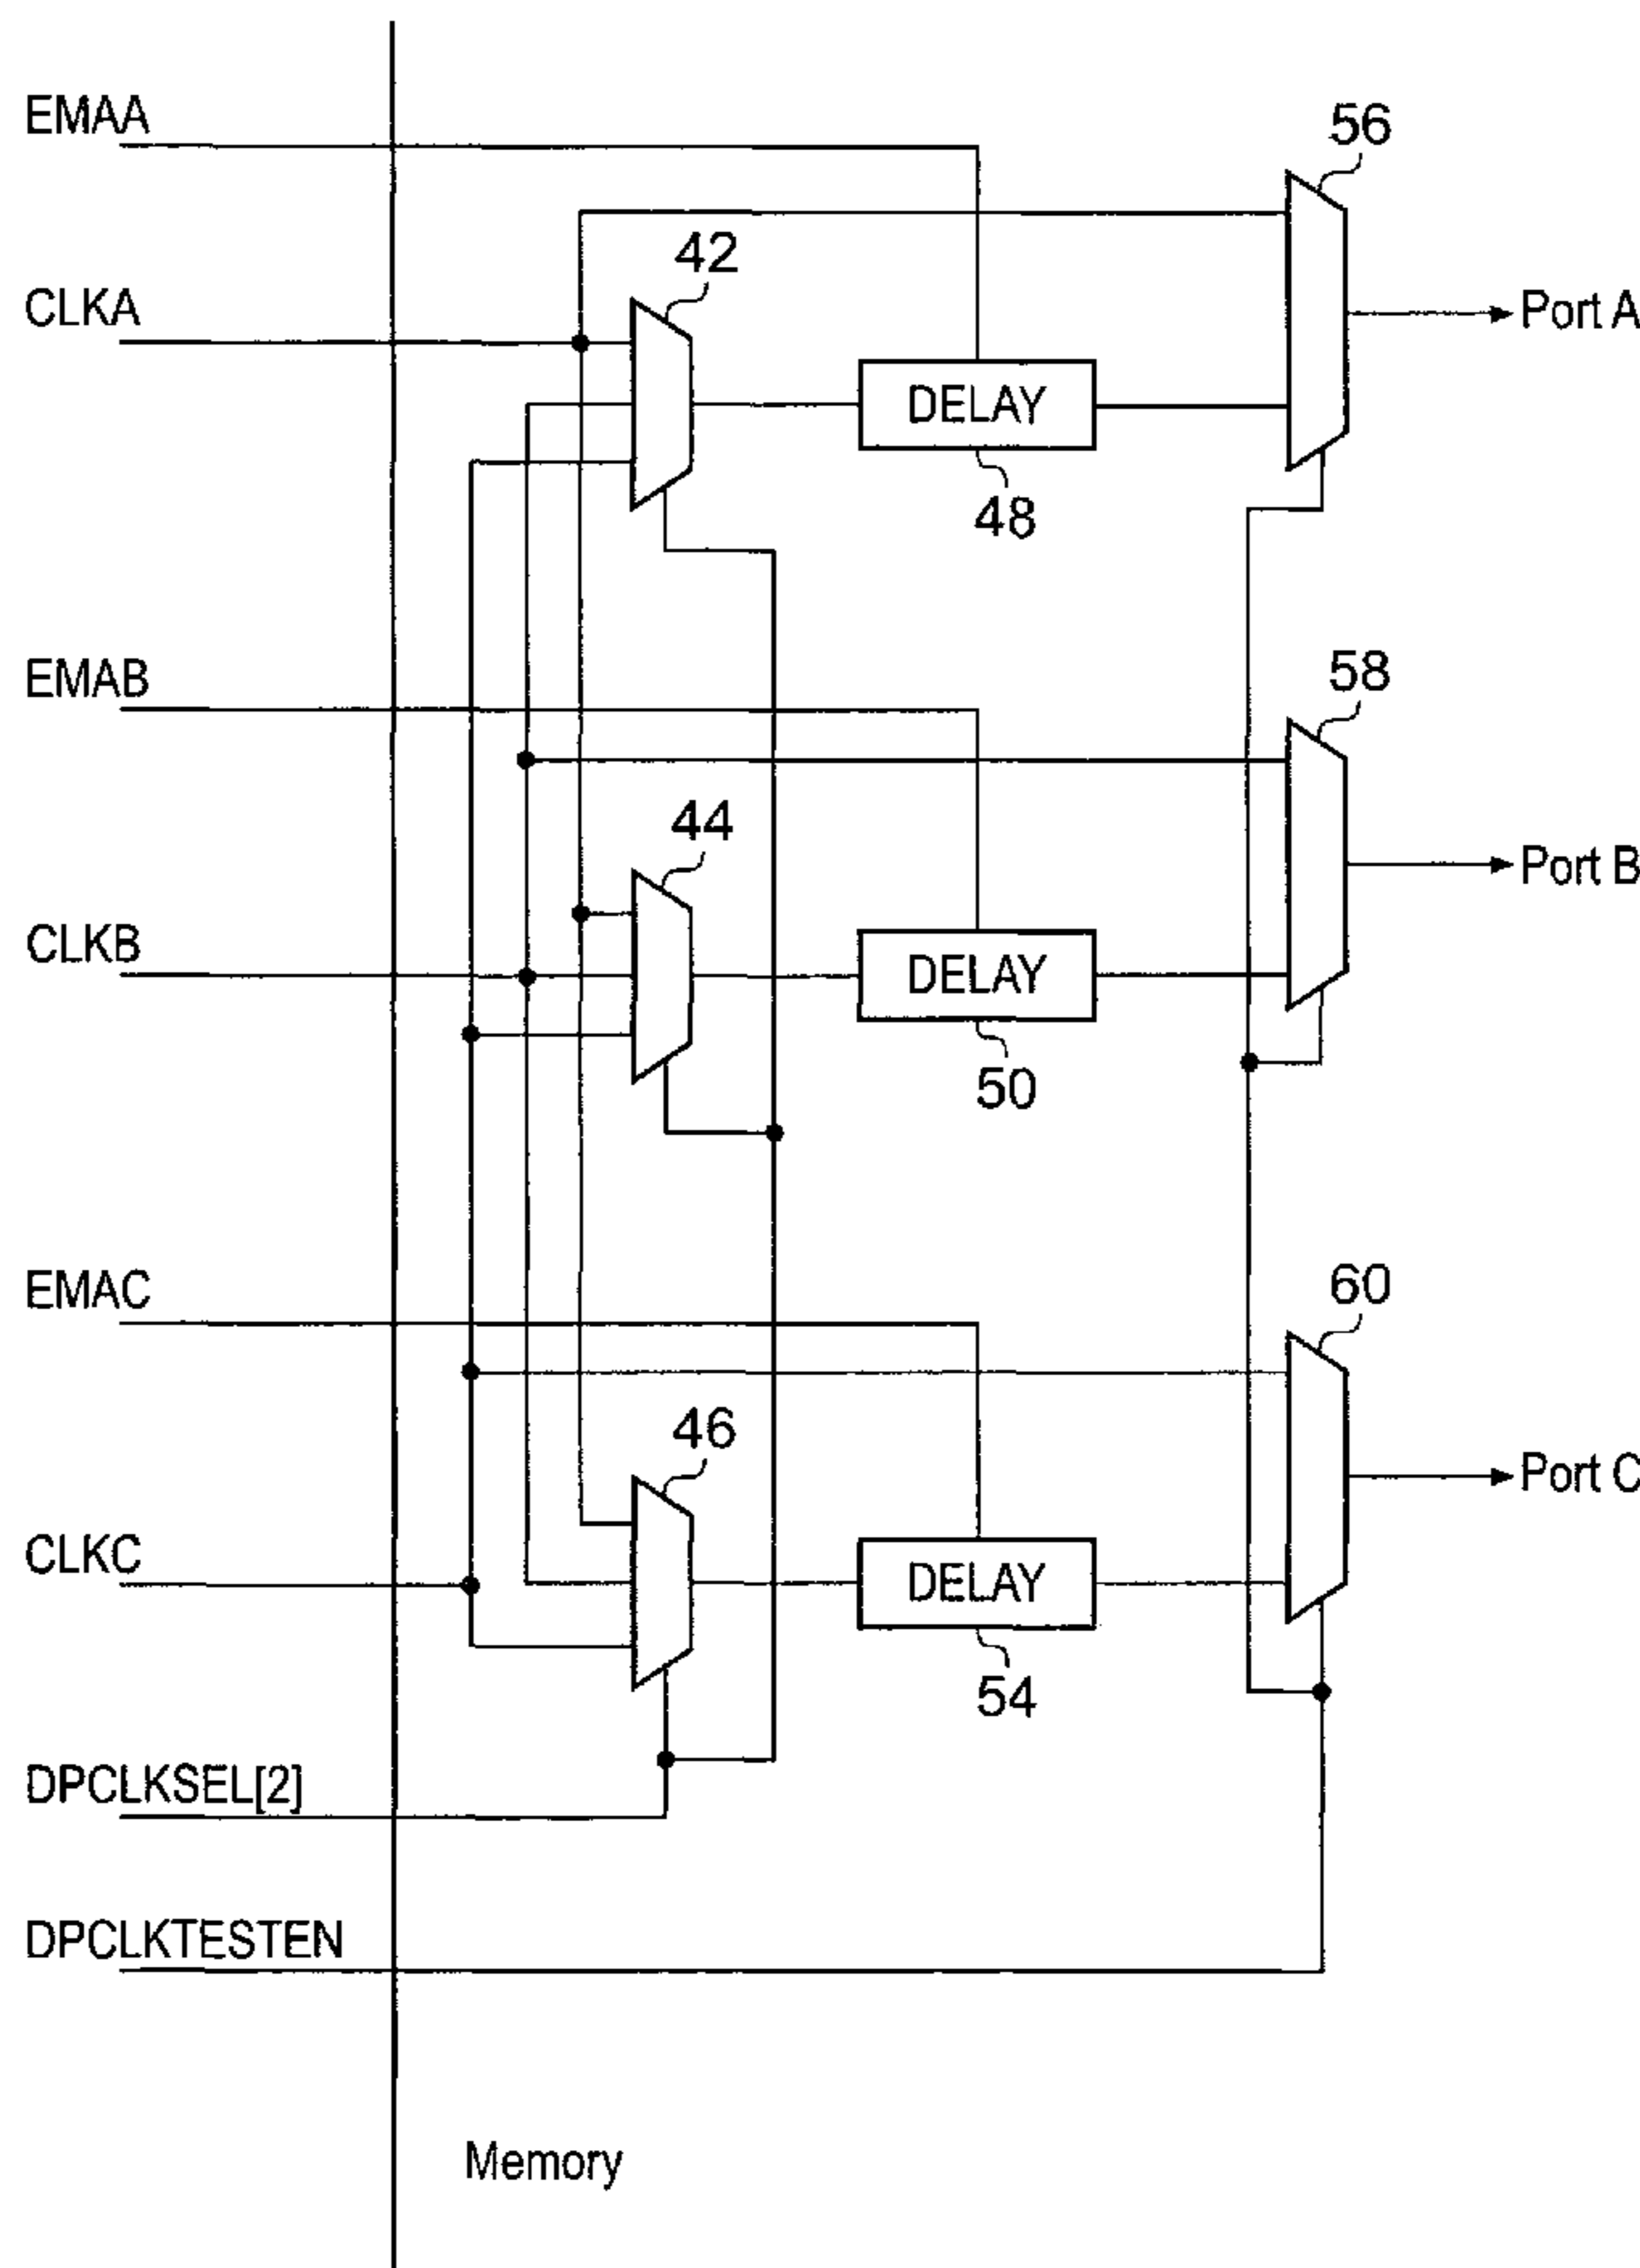 EMAA
56
42
CLKA
Port A
DELAY
48
EMAB
58
44
Port B
CLKB
DELAY
50
EMAC
60
46
Port C
CLKC
DELAY
54
DPCLKSEL[2]
DPCLKTESTEN
Memory